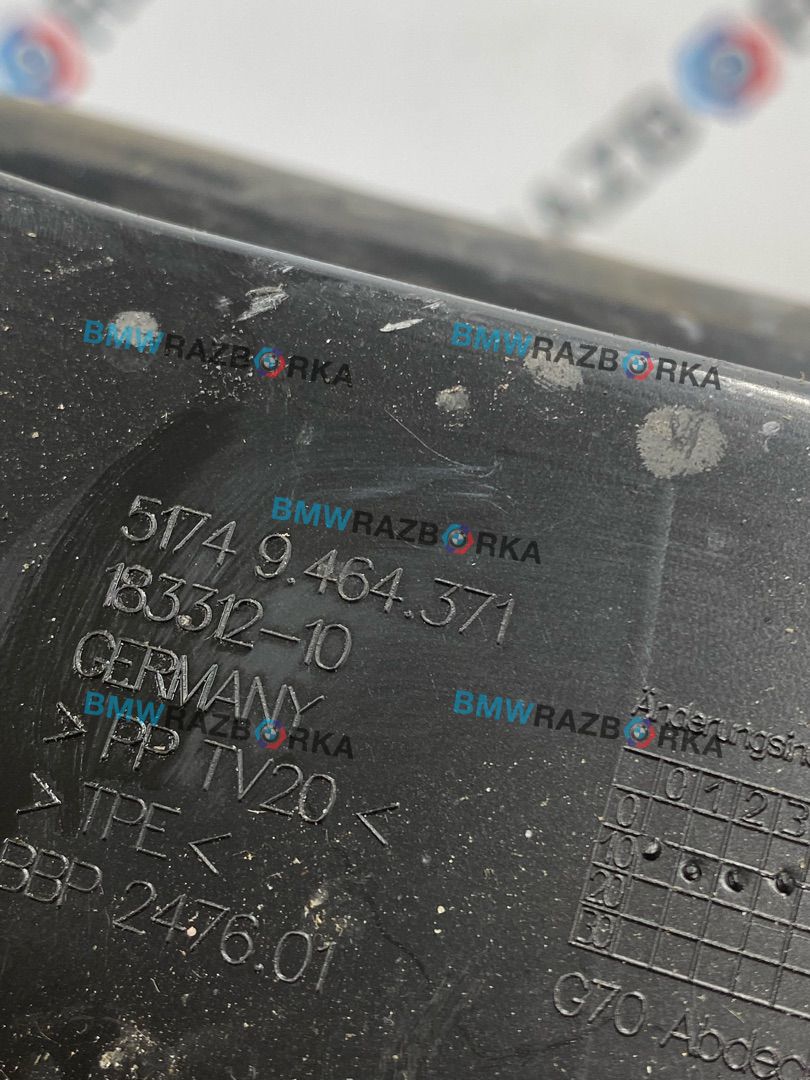 BMWRAZBORKA
BMWRAZBORKA
BMWRAZBORKA
5174 9.464.371
183312-10
GERMANY
BMWRAZBORKA
BMWRAZBORKA
> PP TV20 <
> TPE <
BBP 2476.01
0 1 2 3
0
10
20
30
G70